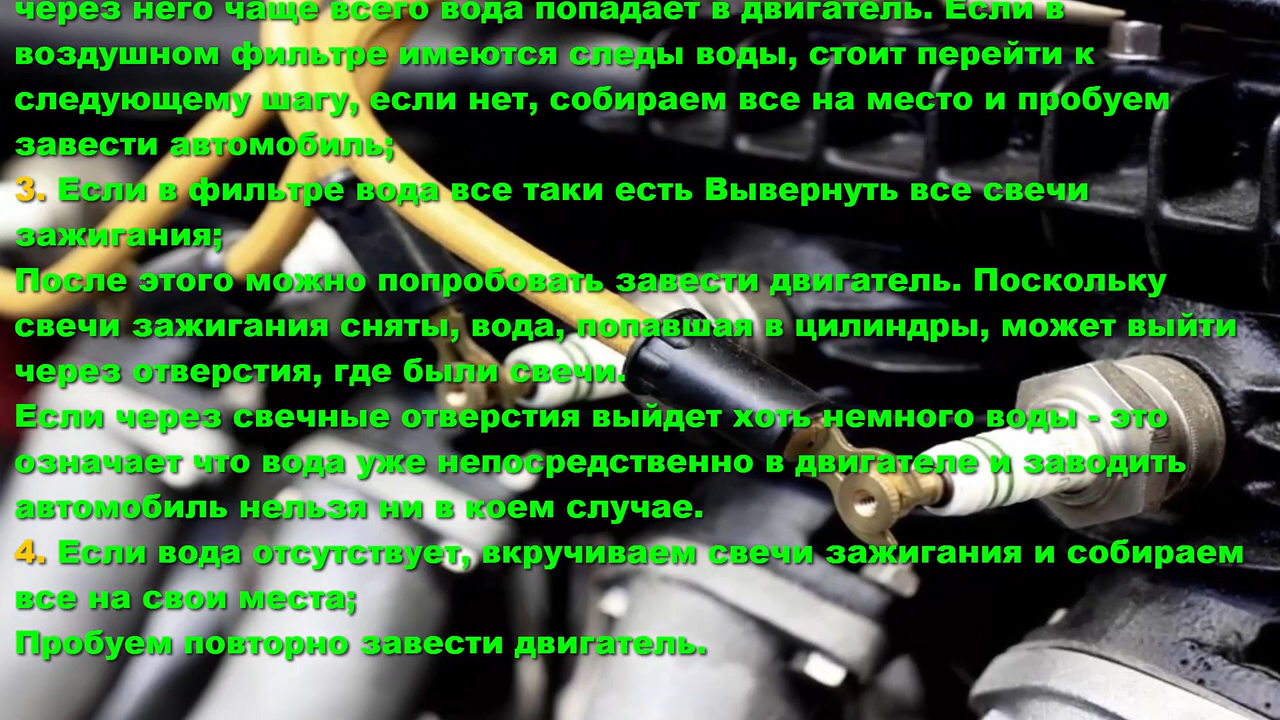 через него чаще всего вода попадает в двигатель. Если в
воздушном фильтре имеются следы воды, стоит перейти к
следующему шагу, если нет, собираем все на место и пробуем
завести автомобиль;
3. Если в фильтре вода все таки есть Вывернуть все свечи
зажигания;
После этого можно попробовать завести двигатель. Поскольку
свечи зажигания сняты, вода, попавшая в цилиндры, может выйти
через отверстия, где были свечи.
Если через свечные отверстия выйдет хоть немного воды - это
означает что вода уже непосредственно в двигателе и заводить
автомобиль нельзя ни в коем случае.
4. Если вода отсутствует, вкручиваем свечи зажигания и собираем
все на свои места;
Пробуем повторно завести двигатель.